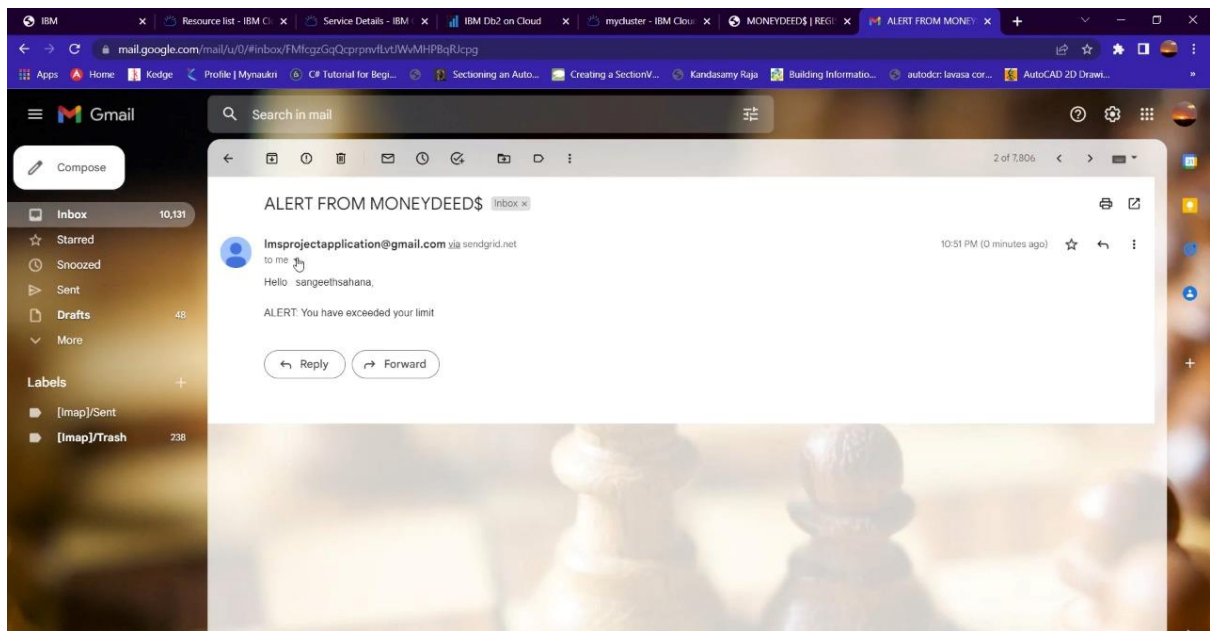 IBM
Resource list - IBM Cl
Service Details - IBM
IBM Db2 on Cloud
mycluster - IBM Clou
MONEYDEED$ | REGI
ALERT FROM MONEY
mail.google.com/mail/u/0/#inbox/FMfcgzGqQcprpnvfLvtJWvMHPBqRJcpg
Apps
Home
Kedge
Profile | Mynaukri
C# Tutorial for Begi...
Sectioning an Auto...
Creating a SectionV...
Kandasamy Raja
Building Informatio...
autodcr: lavasa cor...
AutoCAD 2D Drawi...
Gmail
Search in mail
Compose
2 of 7,806
Inbox 10,131
Starred
Snoozed
Sent
Drafts 48
More
Labels
[Imap]/Sent
[Imap]/Trash 238
ALERT FROM MONEYDEED$ Inbox x
lmsprojectapplication@gmail.com via sendgrid.net
10:51 PM (0 minutes ago)
to me
Hello sangeethsahana,
ALERT: You have exceeded your limit
Reply
Forward